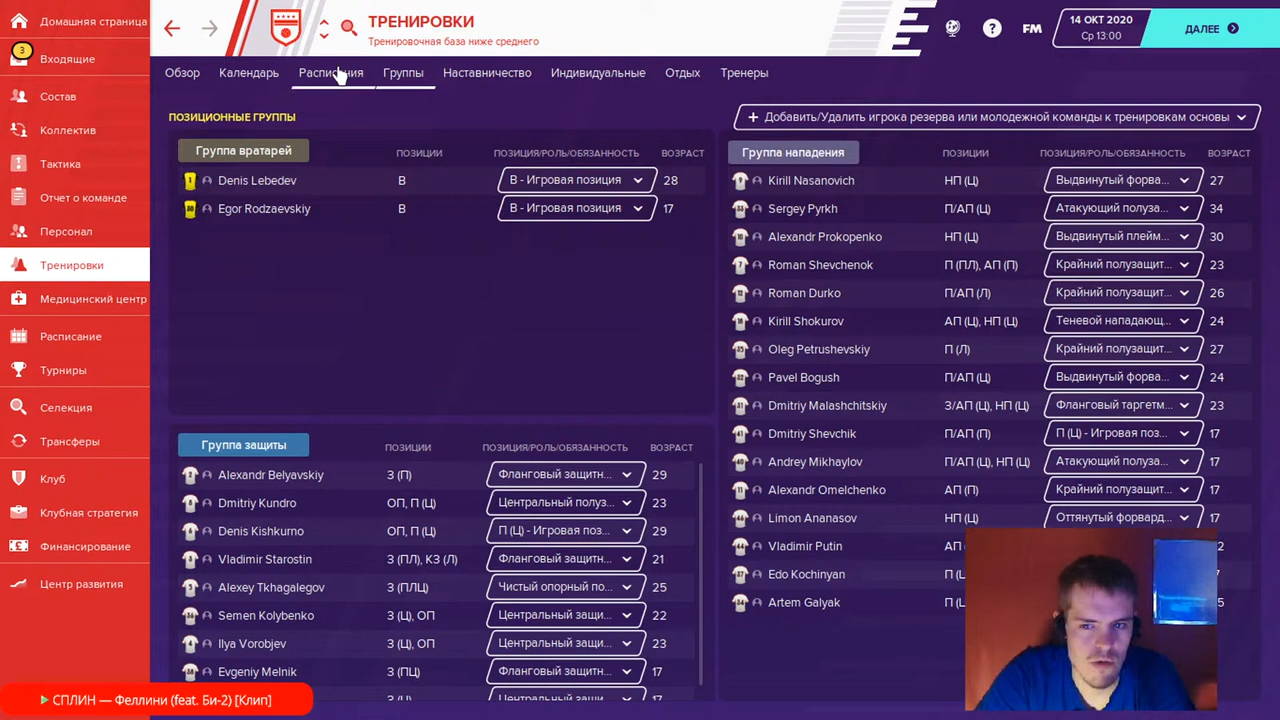 Домашняя страница
3
Входящие
Состав
Коллектив
Тактика
Отчет о команде
Персонал
Тренировки
Медицинский центр
Расписание
Турниры
Селекция
Трансферы
Клуб
Клубная стратегия
Финансирование
Центр развития
ТРЕНИРОВКИ
Тренировочная база ниже среднего
?
FM
14 ОКТ 2020
Ср 13:00
ДАЛЕЕ
Обзор Календарь Расписания Группы Наставничество Индивидуальные Отдых Тренеры
ПОЗИЦИОННЫЕ ГРУППЫ
+ Добавить/Удалить игрока резерва или молодежной команды к тренировкам основы
Группа вратарей ПОЗИЦИИ ПОЗИЦИЯ/РОЛЬ/ОБЯЗАННОСТЬ ВОЗРАСТ
Denis Lebedev В В - Игровая позиция 28
Egor Rodzaevskiy В В - Игровая позиция 17
Группа защиты ПОЗИЦИИ ПОЗИЦИЯ/РОЛЬ/ОБЯЗАННОСТЬ ВОЗРАСТ
Alexandr Belyavskiy З (П) Фланговый защитн... 29
Dmitriy Kundro ОП, П (Ц) Центральный полуз... 23
Denis Kishkurno ОП, П (Ц) П (Ц) - Игровая поз... 29
Vladimir Starostin З (ПЛ), КЗ (Л) Фланговый защитн... 21
Alexey Tkhagalegov З (ПЛЦ) Чистый опорный по... 25
Semen Kolybenko З (Ц), ОП Центральный защи... 22
Ilya Vorobjev З (Ц), ОП Центральный защи... 23
Evgeniy Melnik З (ПЦ) Фланговый защитн... 17
Центральный защи... 17
Группа нападения ПОЗИЦИИ ПОЗИЦИЯ/РОЛЬ/ОБЯЗАННОСТЬ ВОЗРАСТ
Kirill Nasanovich НП (Ц) Выдвинутый форва... 27
Sergey Pyrkh П/АП (Ц) Атакующий полуза... 34
Alexandr Prokopenko НП (Ц) Выдвинутый плейм... 30
Roman Shevchenok П (ПЛ), АП (П) Крайний полузащит... 23
Roman Durko П/АП (Л) Крайний полузащит... 26
Kirill Shokurov АП (Ц), НП (Ц) Теневой нападающ... 24
Oleg Petrushevskiy П (Л) Крайний полузащит... 27
Pavel Bogush П/АП (Ц) Выдвинутый форва... 24
Dmitriy Malashchitskiy З/АП (Ц), НП (Ц) Фланговый таргетм... 23
Dmitriy Shevchik П/АП (П) П (Ц) - Игровая поз... 17
Andrey Mikhaylov П/АП (Ц), НП (Ц) Атакующий полуза... 17
Alexandr Omelchenko АП (П) Крайний полузащит... 17
Limon Ananasov НП (Ц) Оттянутый форвард... 17
Vladimir Putin АП 2
Edo Kochinyan П (Ц
Artem Galyak П (Ц 5
СПЛИН — Феллини (feat. Би-2) [Клип]